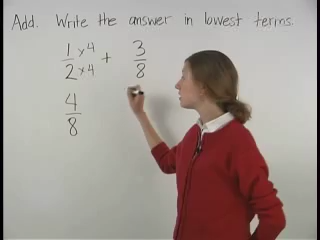 Add. Write the answer in lowest terms.
1 x4 + 3
2 x4 8
4
8